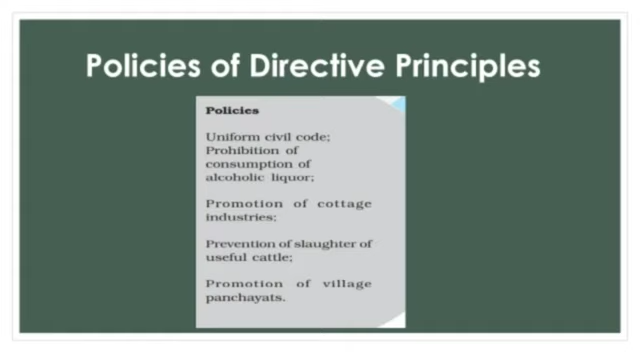 Policies of Directive Principles
Policies
Uniform civil code;
Prohibition of
consumption of
alcoholic liquor;
Promotion of cottage
industries;
Prevention of slaughter of
useful cattle;
Promotion of village
panchayats.